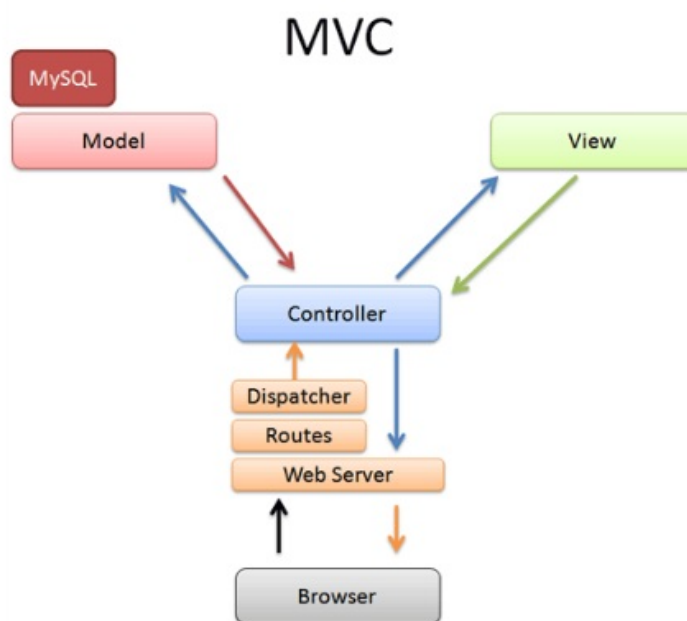 MVC
MySQL
Model
View
Controller
Dispatcher
Routes
Web Server
Browser